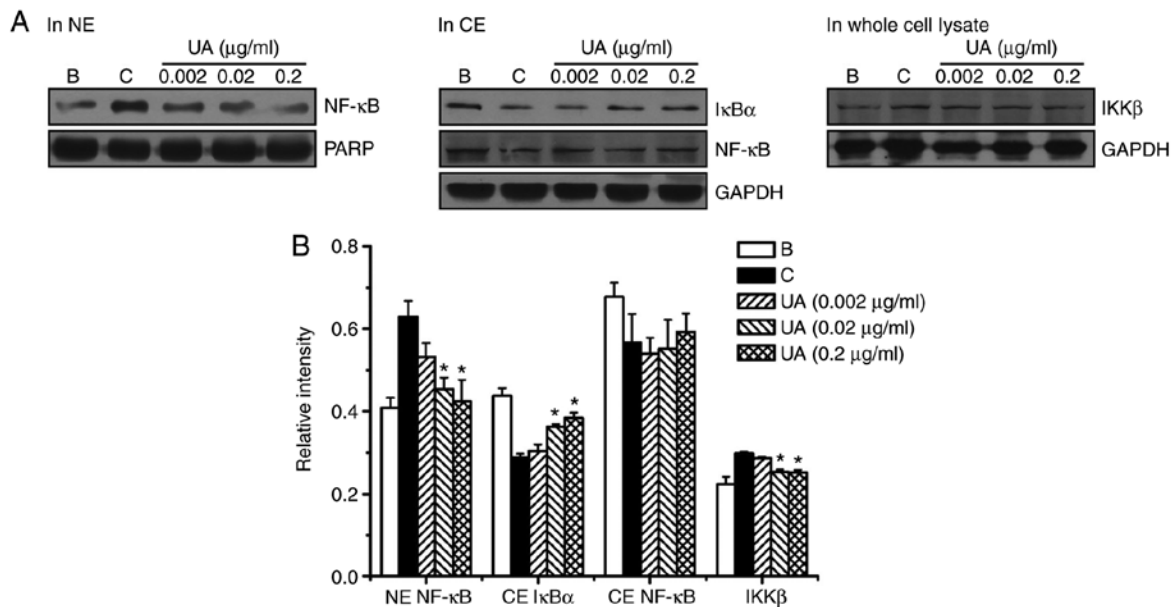 A
In NE
UA (μg/ml)
B C 0.002 0.02 0.2
NF-κB
PARP
In CE
UA (μg/ml)
B C 0.002 0.02 0.2
IκBα
NF-κB
GAPDH
In whole cell lysate
UA (μg/ml)
B C 0.002 0.02 0.2
IKKβ
GAPDH
B
Relative intensity
0.8
0.6
0.4
0.2
0.0
* *
* *
* *
B
C
UA (0.002 μg/ml)
UA (0.02 μg/ml)
UA (0.2 μg/ml)
NE NF-κB CE IκBα CE NF-κB IKKβ